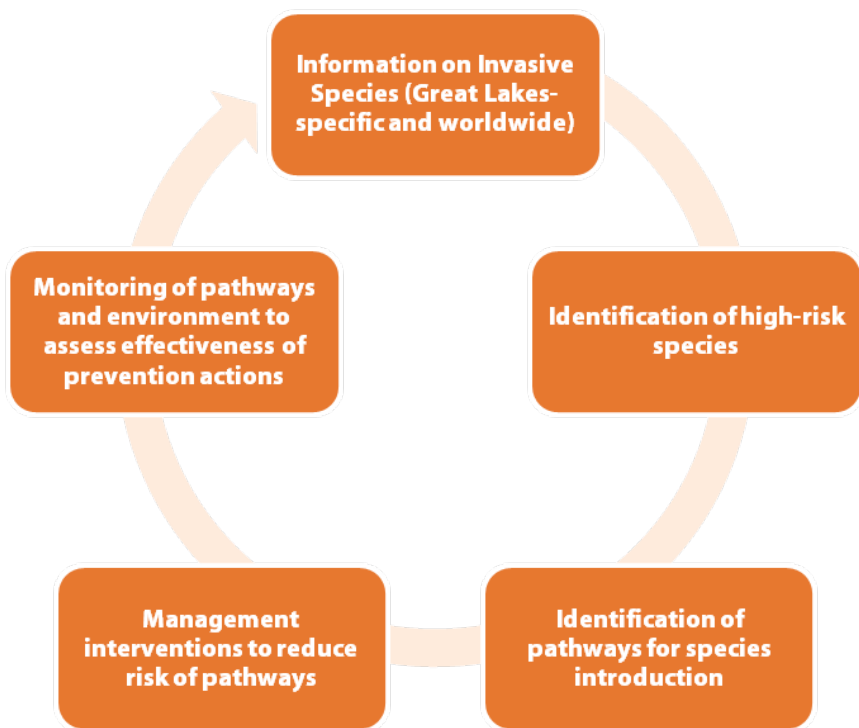 Information on Invasive
Species (Great Lakes-
specific and worldwide)
Identification of high-risk
species
Identification of
pathways for species
introduction
Management
interventions to reduce
risk of pathways
Monitoring of pathways
and environment to
assess effectiveness of
prevention actions